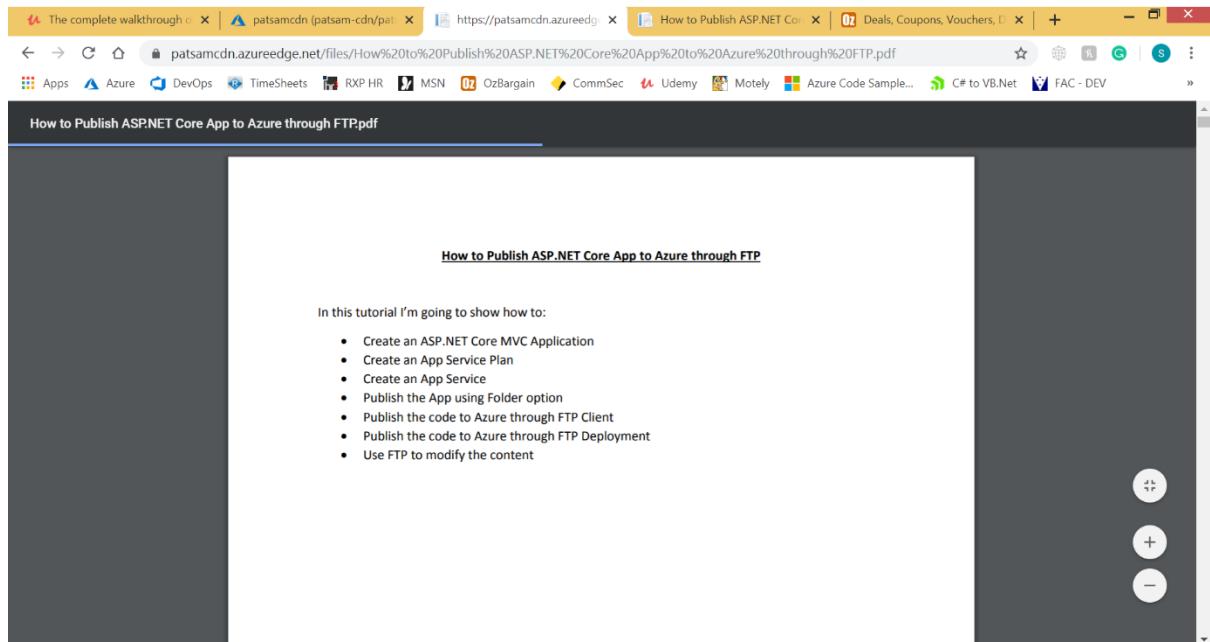 The complete walkthrough o
patsamcdn (patsam-cdn/pat
https://patsamcdn.azureedg
How to Publish ASP.NET Cor
Deals, Coupons, Vouchers, D
patsamcdn.azureedge.net/files/How%20to%20Publish%20ASP.NET%20Core%20App%20to%20Azure%20through%20FTP.pdf
Apps Azure DevOps TimeSheets RXP HR MSN OzBargain CommSec Udemy Motely Azure Code Sample... C# to VB.Net FAC - DEV »
How to Publish ASP.NET Core App to Azure through FTP.pdf
How to Publish ASP.NET Core App to Azure through FTP
In this tutorial I’m going to show how to:
• Create an ASP.NET Core MVC Application
• Create an App Service Plan
• Create an App Service
• Publish the App using Folder option
• Publish the code to Azure through FTP Client
• Publish the code to Azure through FTP Deployment
• Use FTP to modify the content